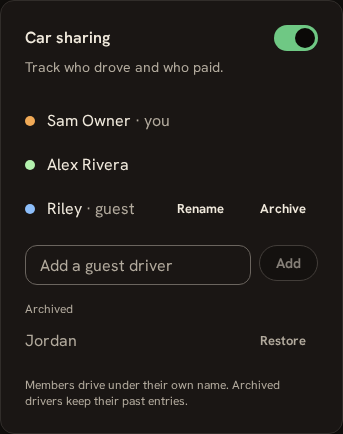 Car sharing
Track who drove and who paid.
Sam Owner · you
Alex Rivera
Riley · guest Rename Archive
Add a guest driver Add
Archived
Jordan Restore
Members drive under their own name. Archived
drivers keep their past entries.